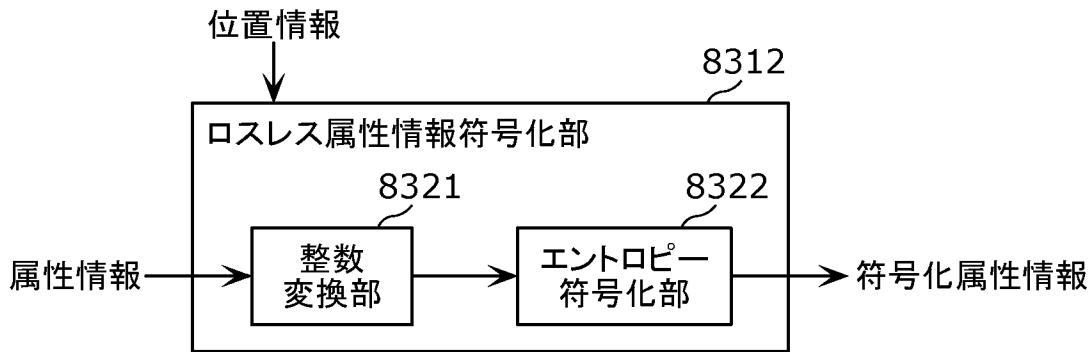 位置情報
8312
ロスレス属性情報符号化部
8321
8322
属性情報
整数
変換部
エントロピー
符号化部
符号化属性情報